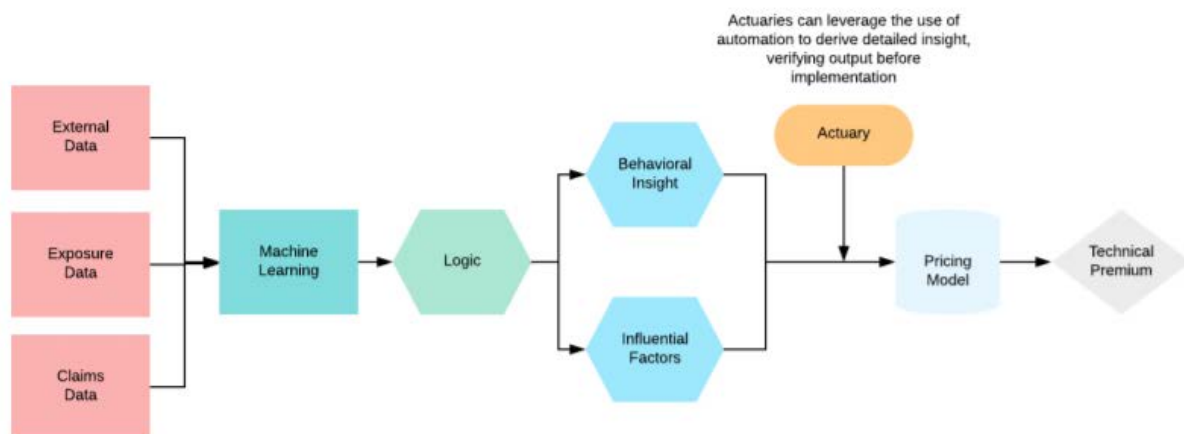 Actuaries can leverage the use of
automation to derive detailed insight,
verifying output before
implementation
External
Data
Actuary
Behavioral
Insight
Exposure
Data
Machine
Learning
Logic
Pricing
Model
Technical
Premium
Influential
Factors
Claims
Data